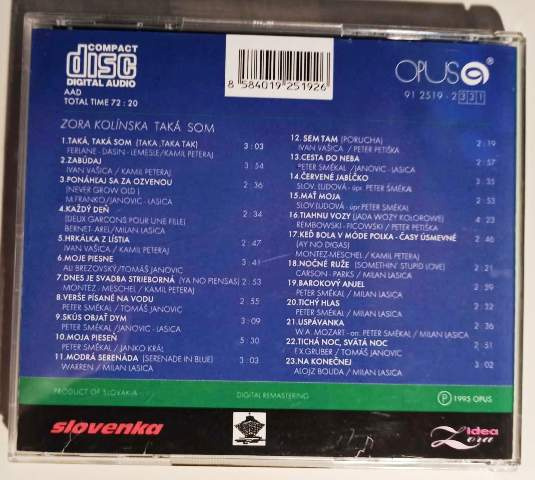 COMPACT
disc
DIGITAL AUDIO
AAD
TOTAL TIME 72 : 20
8 584019 251926
OPUS
91 2519 - 2 331
ZORA KOLÍNSKA TAKÁ SOM
1.TAKÁ, TAKÁ SOM (TAKA ,TAKA TAK) 3 : 03
FERLANE - DASIN - LEMESLE/KAMIL PETERAJ
2.ZABÚDAJ 3 : 54
IVAN VAŠICA / KAMIL PETERAJ
3.PONÁHĽAJ SA ZA OZVENOU 2 : 36
(NEVER GROW OLD )
M.FRANKO/JANOVIC - LASICA
4.KAŽDÝ DEŇ 2 : 34
(DEUX GARCONS POUR UNE FILLE)
BERNET-AREL/MILAN LASICA
5.HRKÁLKA Z LÍSTIA 2 : 47
IVAN VAŠICA / KAMIL PETERAJ
6.MOJE PIESNE 3 : 41
ALI BREZOVSKÝ/TOMÁŠ JANOVIC
7.DNES JE SVADBA STRIEBORNÁ (YA NO PIENSAS) 2 : 53
MONTEZ - MESCHEL / KAMIL PETERAJ
8.VERŠE PÍSANÉ NA VODU 2 : 55
PETER SMÉKAL / TOMÁŠ JANOVIC
9.SKÚS OBJAŤ DYM 3 : 09
PETER SMÉKAL / JANOVIC - LASICA
10.MOJA PIESEŇ 5 : 30
PETER SMÉKAL / JANKO KRÁĽ
11.MODRÁ SERENÁDA (SERENADE IN BLUE) 3 : 03
WARREN / MILAN LASICA
12. SEM TAM (PORUCHA) 2 : 19
IVAN VAŠICA / PETER PETIŠKA
13.CESTA DO NEBA 2 : 57
PETER SMÉKAL /JANOVIC -LASICA
14.ČERVENÉ JABĹČKO 3 : 35
SLOV. ĽUDOVÁ - úpr. PETER SMÉKAL
15.MAŤ MOJA 2 : 53
SLOV.ĽUDOVÁ - úpr PETER SMÉKAL
16.TIAHNU VOZY (JADA WOZY KOLOROWE) 4 : 23
REMBOWSKI - FICOWSKI / PETER PETIŠKA
17.KEĎ BOLA V MÓDE POLKA - ČASY ÚSMEVNÉ 2 : 48
(AY NO DIGAS)
MONTEZ-MESCHEL / KAMIL PETERAJ
18.NOČNÉ RUŽE (SOMETHIN' STUPID LOVE) 2 : 21
CARSON - PARKS / MILAN LASICA
19.BAROKOVÝ ANJEL 2 : 59
PETER SMÉKAL / MILAN LASICA
20.TICHÝ HLAS 2 : 32
PETER SMÉKAL / MILAN LASICA
21.USPÁVANKA 2 : 36
W.A. MOZART - arr. PETER SMÉKAL / MILAN LASICA
22.TICHÁ NOC, SVÄTÁ NOC 2 : 51
F.X.GRUBER / TOMÁŠ JANOVIC
23.NA KONEČNEJ 3 : 02
ALOJZ BOUDA / MILAN LASICA
PRODUCT OF SLOVAKIA
DIGITAL REMASTERING
P 1995 OPUS
slovenka
Idea
Zora